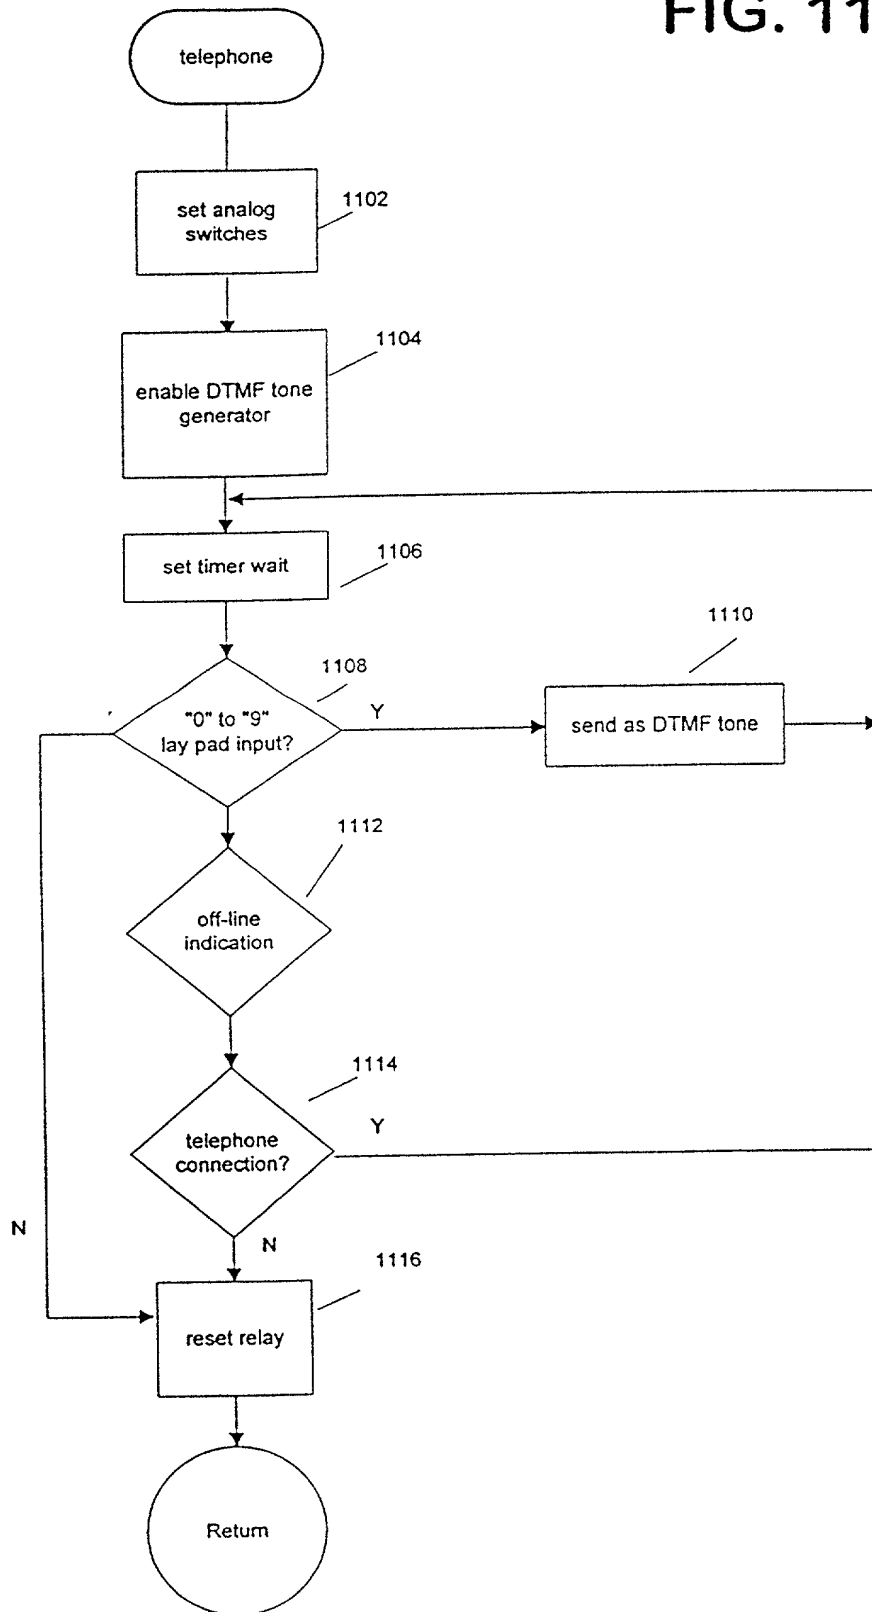 FIG. 11
telephone
set analog
switches
1102
enable DTMF tone
generator
1104
set timer wait
1106
"0" to "9"
lay pad input?
1108
Y
send as DTMF tone
1110
off-line
indication
1112
telephone
connection?
1114
Y
N
N
reset relay
1116
Return